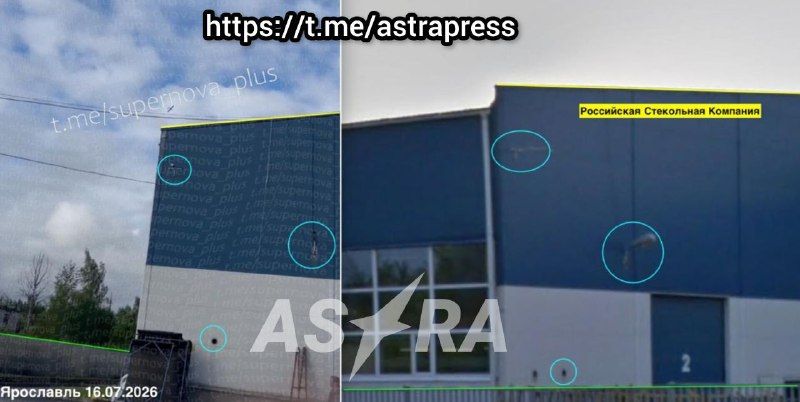 https://t.me/astrapress
t.me/supernova_plus
Российская Стекольная Компания
ASTRA
2
Ярославль 16.07.2026